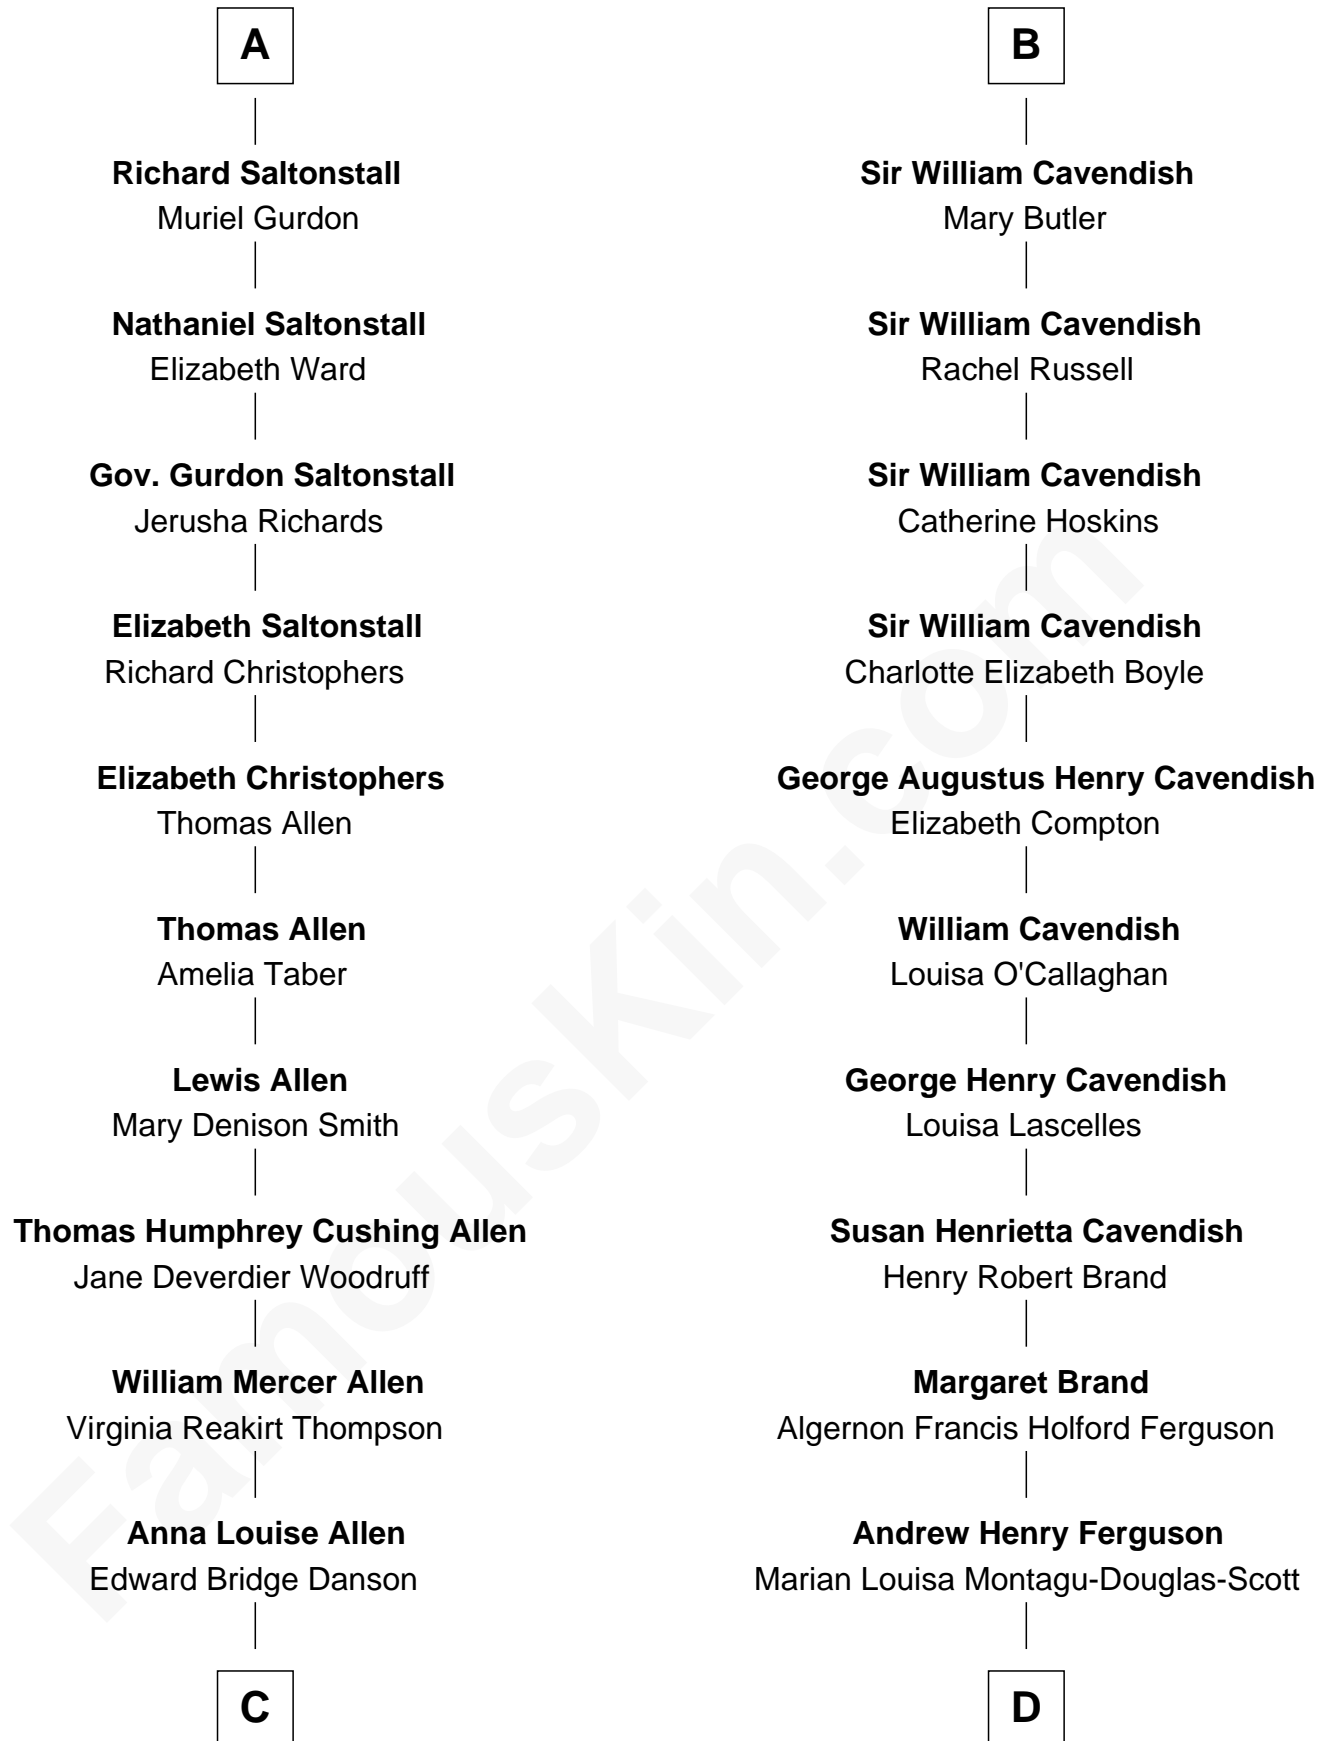 A
Richard Saltonstall
Muriel Gurdon
Nathaniel Saltonstall
Elizabeth Ward
Gov. Gurdon Saltonstall
Jerusha Richards
Elizabeth Saltonstall
Richard Christophers
Elizabeth Christophers
Thomas Allen
Thomas Allen
Amelia Taber
Lewis Allen
Mary Denison Smith
Thomas Humphrey Cushing Allen
Jane Deverdier Woodruff
William Mercer Allen
Virginia Reakirt Thompson
Anna Louise Allen
Edward Bridge Danson
C
B
Sir William Cavendish
Mary Butler
Sir William Cavendish
Rachel Russell
Sir William Cavendish
Catherine Hoskins
Sir William Cavendish
Charlotte Elizabeth Boyle
George Augustus Henry Cavendish
Elizabeth Compton
William Cavendish
Louisa O'Callaghan
George Henry Cavendish
Louisa Lascelles
Susan Henrietta Cavendish
Henry Robert Brand
Margaret Brand
Algernon Francis Holford Ferguson
Andrew Henry Ferguson
Marian Louisa Montagu-Douglas-Scott
D
FamousKin.com